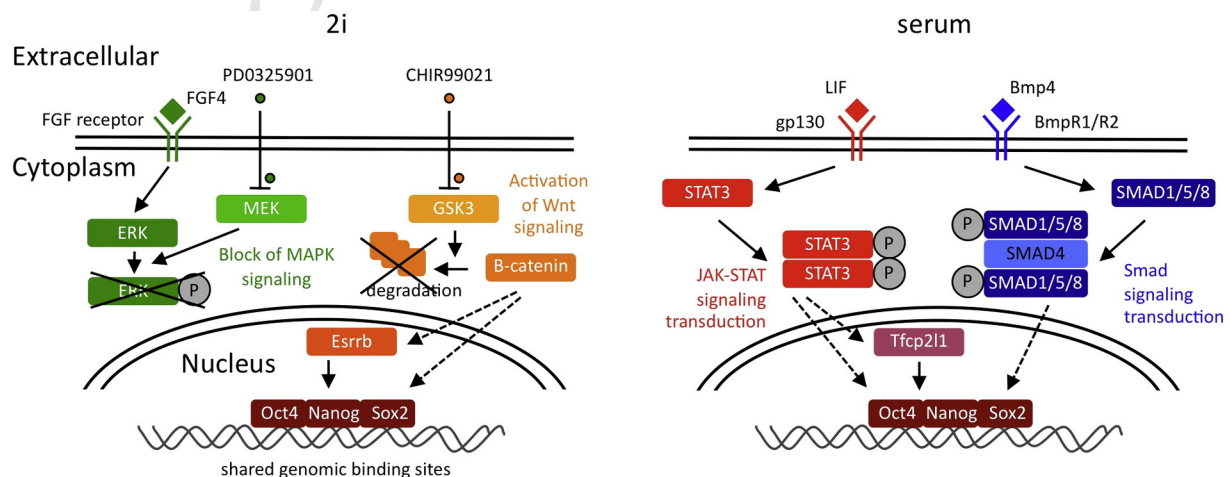 2i
Extracellular
PD0325901
CHIR99021
FGF4
FGF receptor
Cytoplasm
MEK
GSK3
Activation
of Wnt
signaling
ERK
Block of MAPK
signaling
B-catenin
ERK
P
degradation
Esrrb
Nucleus
Oct4 Nanog Sox2
shared genomic binding sites
serum
LIF
Bmp4
gp130
BmpR1/R2
STAT3
SMAD1/5/8
STAT3
P
STAT3
P
P
SMAD1/5/8
SMAD4
P
SMAD1/5/8
JAK-STAT
signaling
transduction
Smad
signaling
transduction
Tfcp2l1
Oct4 Nanog Sox2